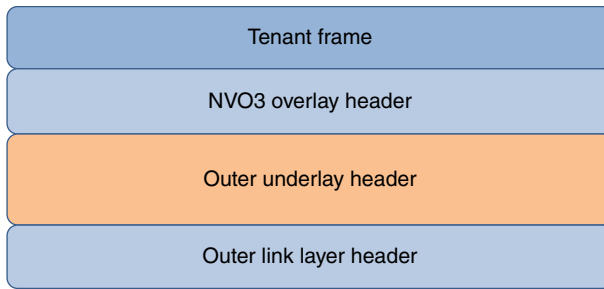 Tenant frame
NVO3 overlay header
Outer underlay header
Outer link layer header